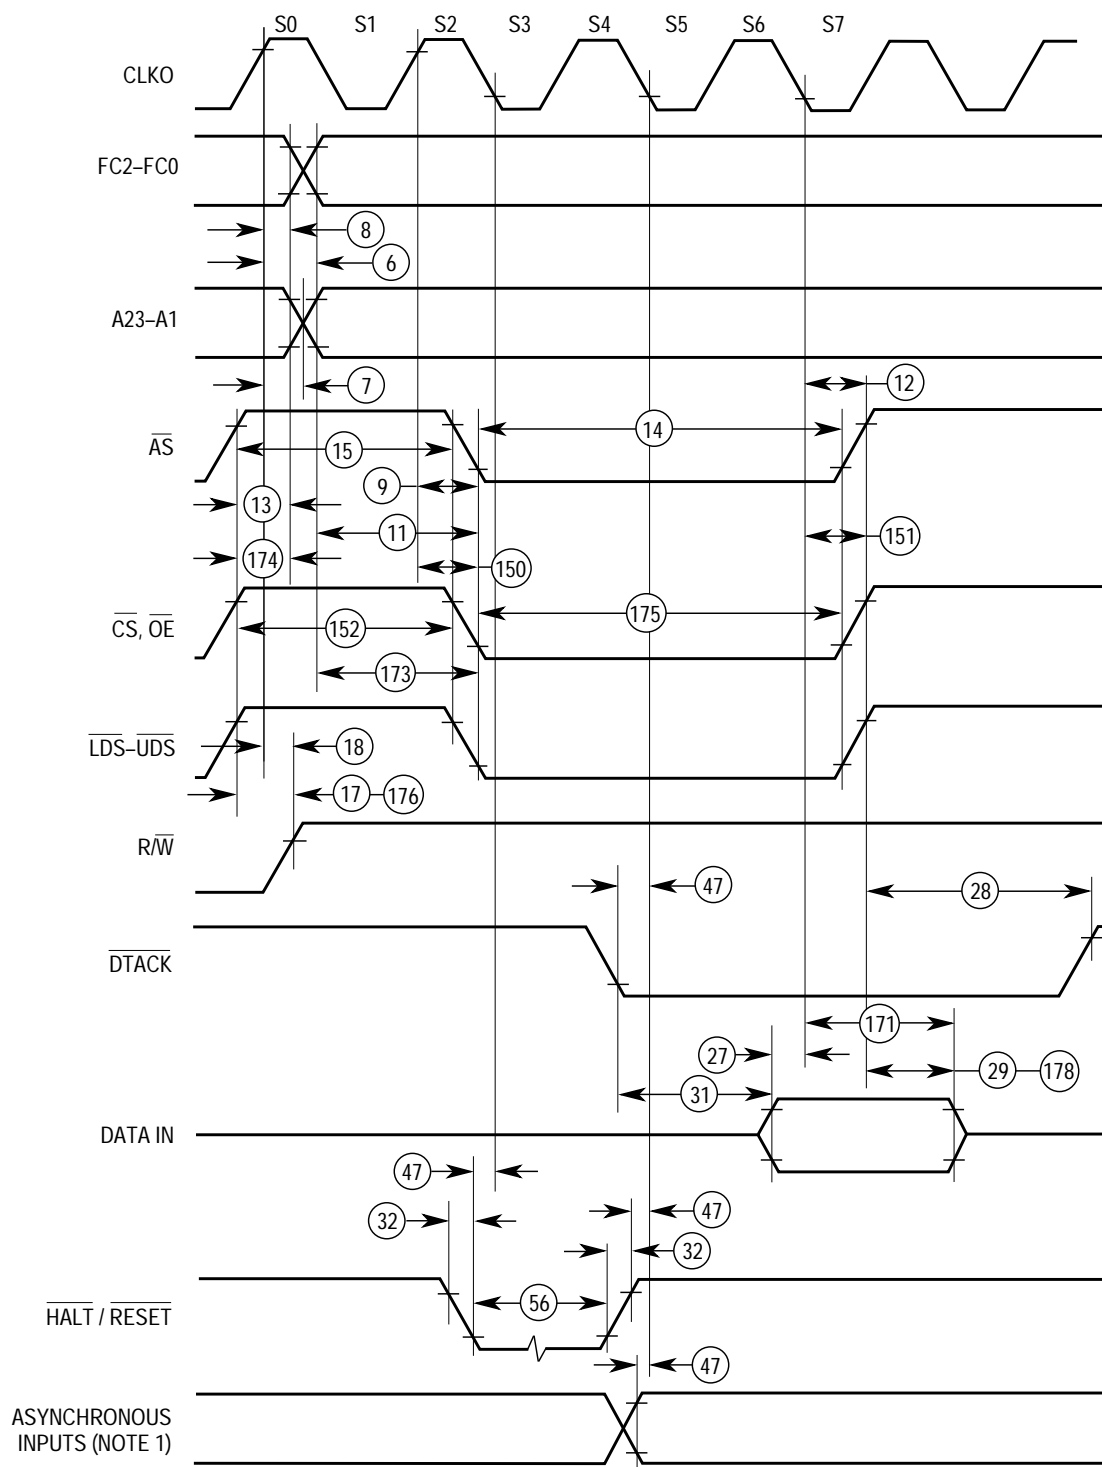 S0 S1 S2 S3 S4 S5 S6 S7
CLKO
FC2–FC0
8
6
A23–A1
7
12
AS
14
15
9
13
11
151
174
150
CS, OE
175
152
173
LDS–UDS
18
17 176
R/W
47
28
DTACK
171
27
29 178
31
DATA IN
47
47
32
32
HALT / RESET
56
47
ASYNCHRONOUS
INPUTS (NOTE 1)